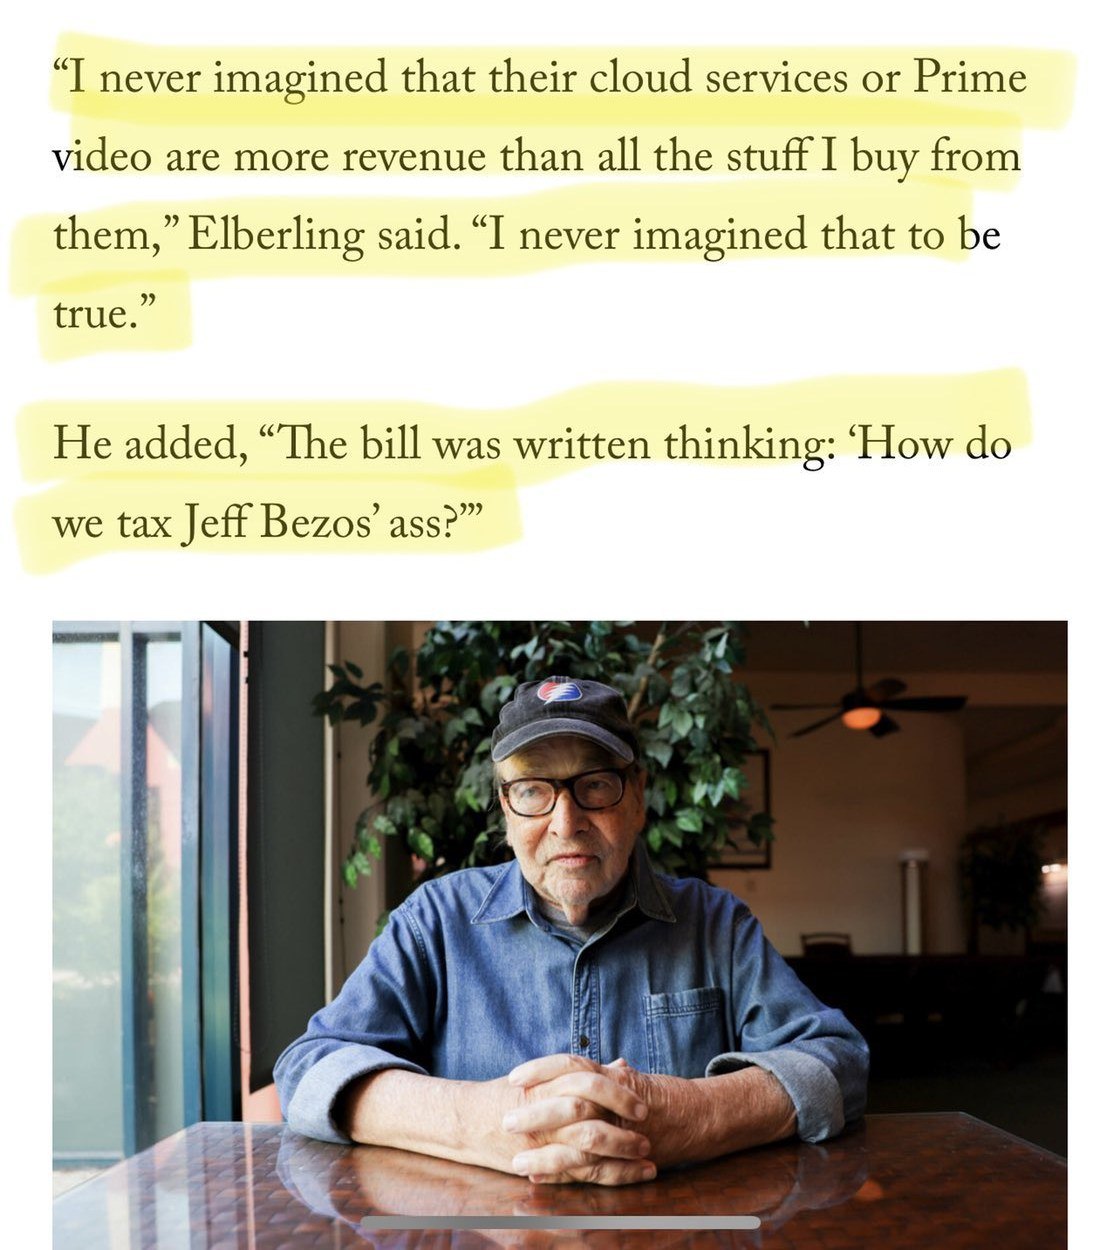 “I never imagined that their cloud services or Prime
video are more revenue than all the stuff I buy from
them,” Elberling said. “I never imagined that to be
true.”
He added, “The bill was written thinking: ‘How do
we tax Jeff Bezos’ ass?’”